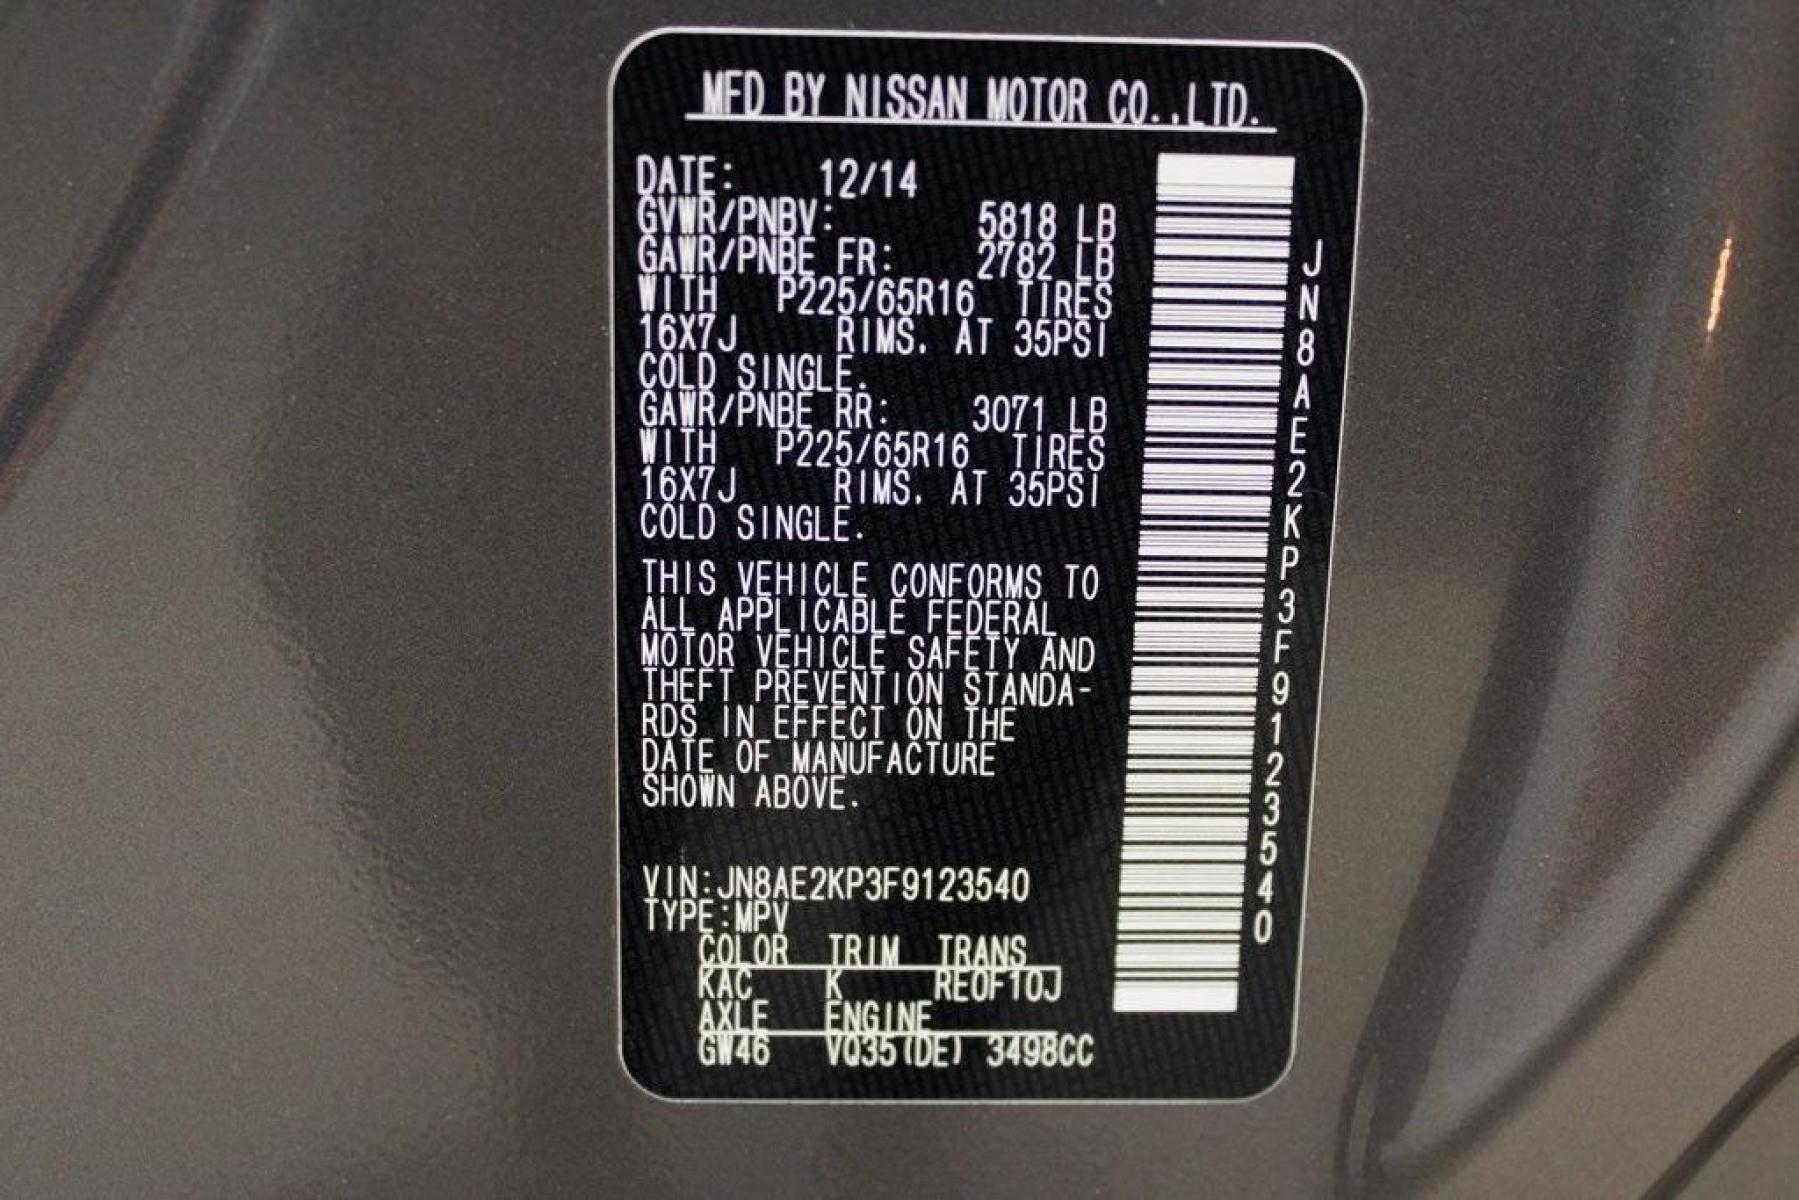 MFD BY NISSAN MOTOR CO.,LTD.
DATE: 12/14
GVWR/PNBV: 5818 LB
GAWR/PNBE FR: 2782 LB
WITH P225/65R16 TIRES
16X7J RIMS. AT 35PSI
COLD SINGLE.
GAWR/PNBE RR: 3071 LB
WITH P225/65R16 TIRES
16X7J RIMS. AT 35PSI
COLD SINGLE.
THIS VEHICLE CONFORMS TO
ALL APPLICABLE FEDERAL
MOTOR VEHICLE SAFETY AND
THEFT PREVENTION STANDA-
RDS IN EFFECT ON THE
DATE OF MANUFACTURE
SHOWN ABOVE.
VIN:JN8AE2KP3F9123540
TYPE:MPV
COLOR TRIM TRANS
KAC K RE0F10J
AXLE ENGINE
GW46 VQ35(DE) 3498CC
JN8AE2KP3F9123540